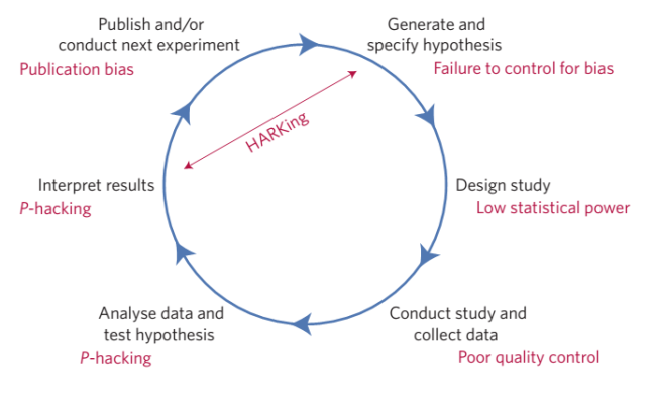 Publish and/or
conduct next experiment
Publication bias
Generate and
specify hypothesis
Failure to control for bias
HARKing
Interpret results
P-hacking
Design study
Low statistical power
Analyse data and
test hypothesis
P-hacking
Conduct study and
collect data
Poor quality control